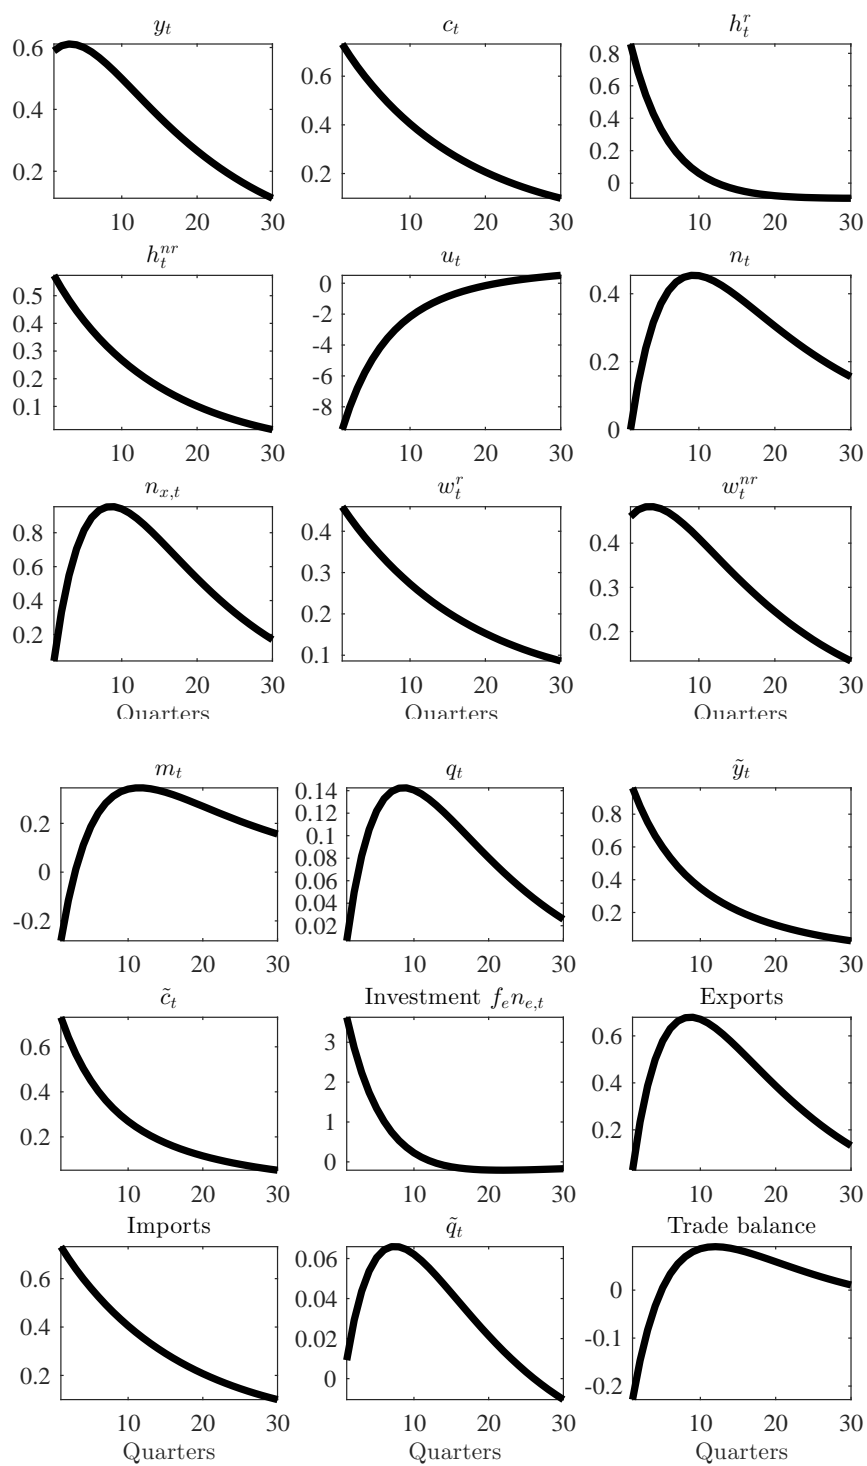 y_t c_t h_t^r
0.6 0.4 0.2 10 20 30
0.6 0.4 0.2 10 20 30
0.8 0.6 0.4 0.2 0 10 20 30
h_t^{nr} u_t n_t
0.5 0.4 0.3 0.2 0.1 10 20 30
0 -2 -4 -6 -8 10 20 30
0.4 0.2 0 10 20 30
n_{x,t} w_t^r w_t^{nr}
0.8 0.6 0.4 0.2 10 20 30
0.4 0.3 0.2 0.1 10 20 30
0.4 0.3 0.2 10 20 30
Quarters Quarters Quarters
m_t q_t ỹ_t
0.2 0 -0.2 10 20 30
0.14 0.12 0.1 0.08 0.06 0.04 0.02 10 20 30
0.8 0.6 0.4 0.2 10 20 30
c̃_t Investment f_e n_{e,t} Exports
0.6 0.4 0.2 10 20 30
3 2 1 0 10 20 30
0.6 0.4 0.2 10 20 30
Imports q̃_t Trade balance
0.6 0.4 0.2 10 20 30
0.06 0.04 0.02 0 10 20 30
0 -0.1 -0.2 10 20 30
Quarters Quarters Quarters